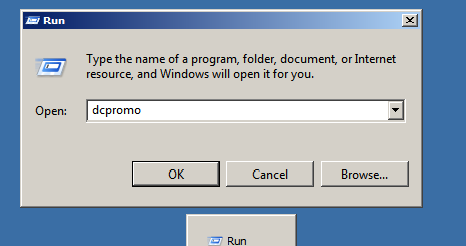 Run
Type the name of a program, folder, document, or Internet
resource, and Windows will open it for you.
Open: dcpromo
OK Cancel Browse...
Run